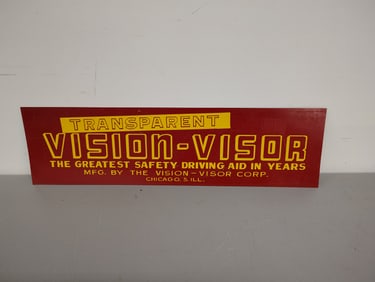 TRANSPARENT
VISION-VISOR
THE GREATEST SAFETY DRIVING AID IN YEARS
MFG. BY THE VISION-VISOR CORP.
CHICAGO. 5. ILL.